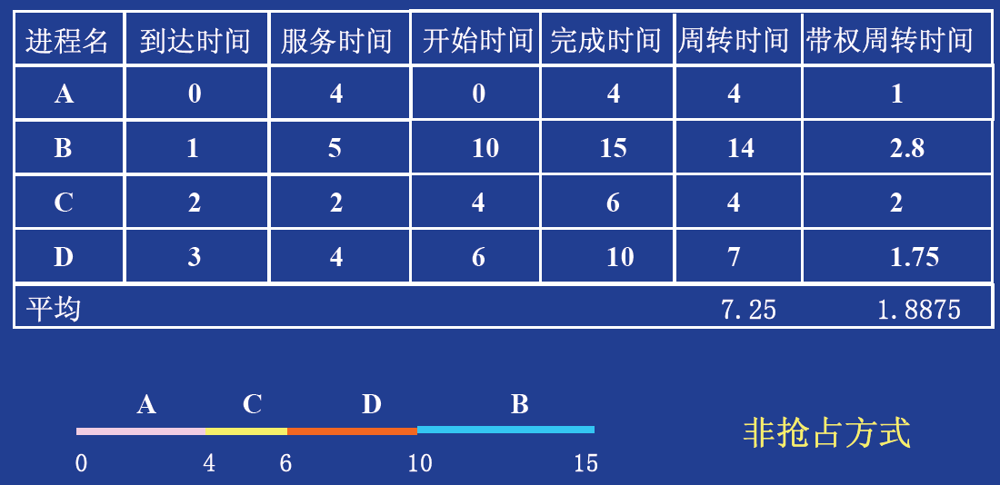 进程名 到达时间 服务时间 开始时间 完成时间 周转时间 带权周转时间
A 0 4 0 4 4 1
B 1 5 10 15 14 2.8
C 2 2 4 6 4 2
D 3 4 6 10 7 1.75
平均 7.25 1.8875
A C D B
非抢占方式
0 4 6 10 15